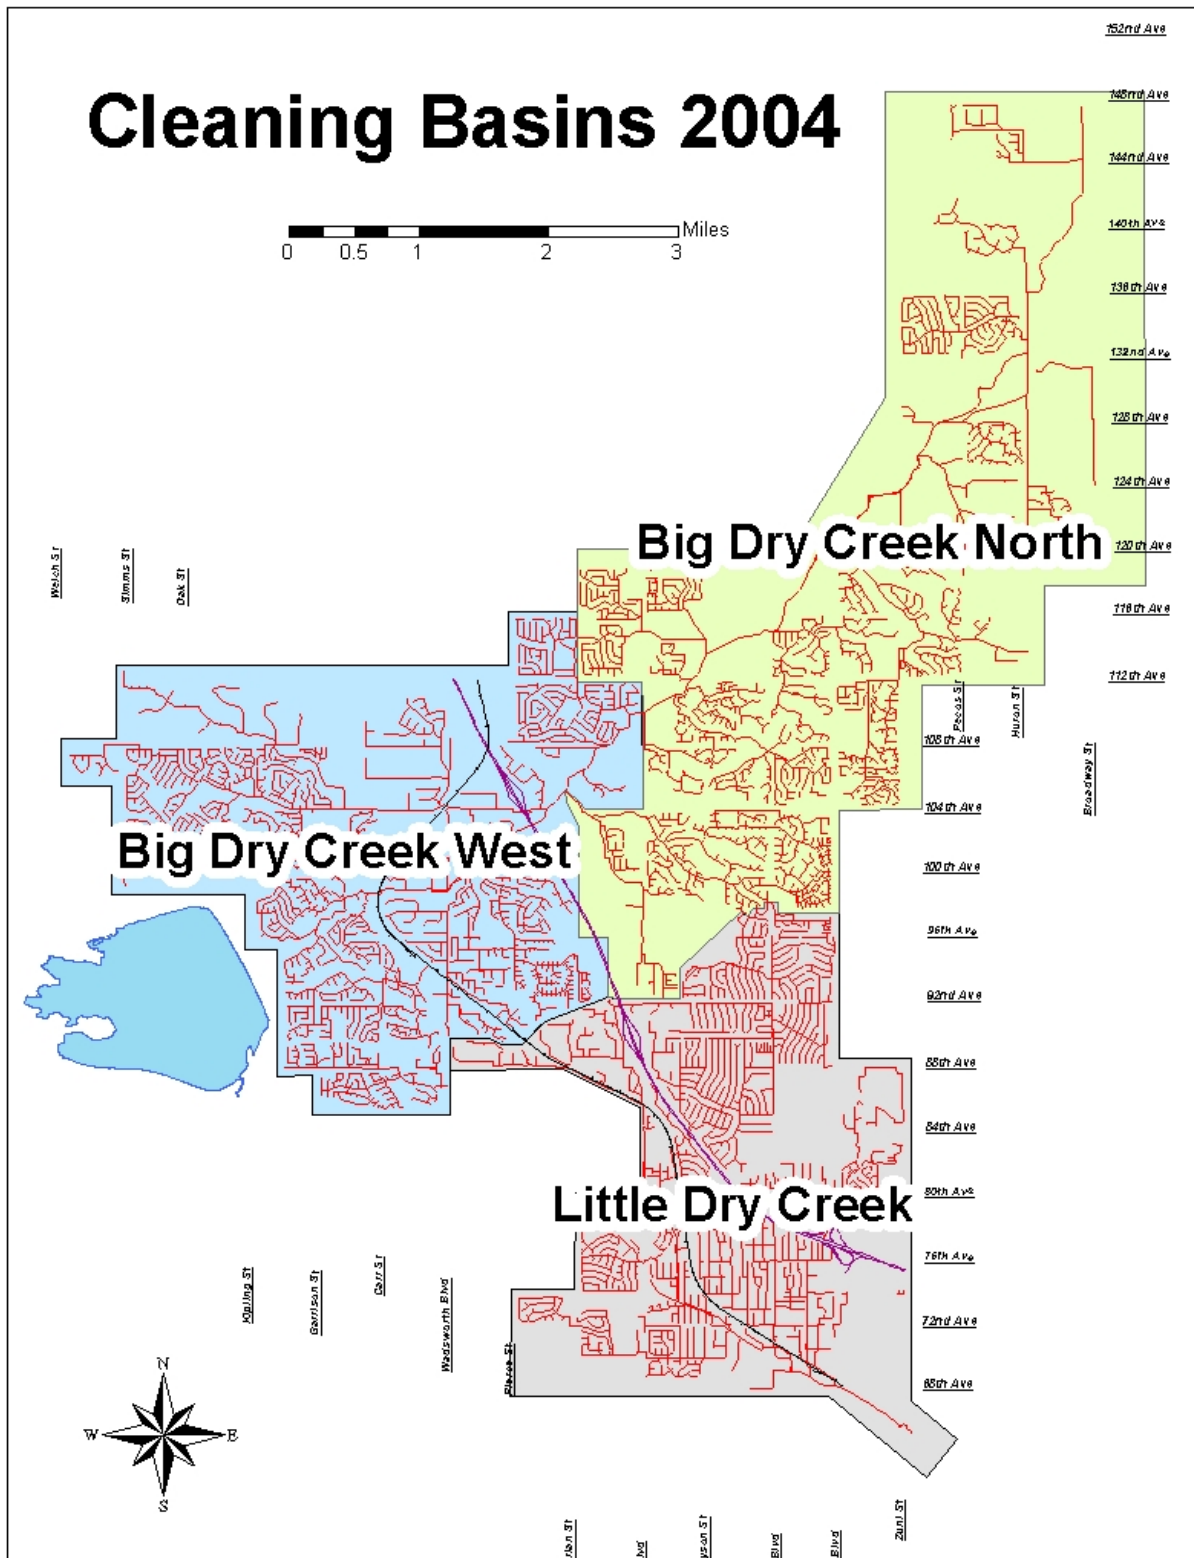 152nd Ave
Cleaning Basins 2004
148rd Ave
144nd Ave
140th Ave
Miles
0 0.5 1 2 3
136th Ave
132nd Ave
128th Ave
124th Ave
Big Dry Creek North
120th Ave
Welch St
Simms St
Oak St
116th Ave
112th Ave
Pecos St
Huron St
108th Ave
Broadway St
104th Ave
Big Dry Creek West
100th Ave
96th Ave
92nd Ave
88th Ave
84th Ave
80th Ave
Little Dry Creek
76th Ave
Kipling St
Garrison St
Carr St
Wadsworth Blvd
72nd Ave
Pierce St
68th Ave
N
W E
S
Zuni St
Blvd
Blvd